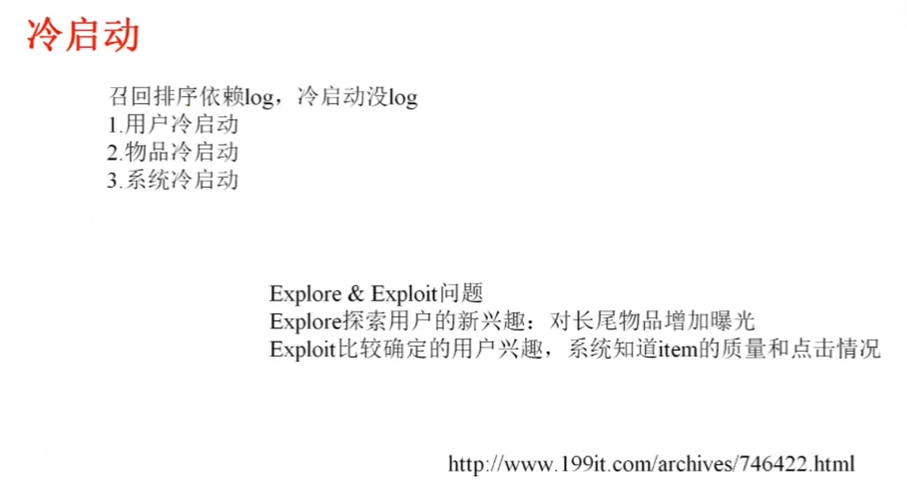 冷启动
召回排序依赖log，冷启动没log
1.用户冷启动
2.物品冷启动
3.系统冷启动
Explore & Exploit问题
Explore探索用户的新兴趣：对长尾物品增加曝光
Exploit比较确定的用户兴趣，系统知道item的质量和点击情况
http://www.199it.com/archives/746422.html